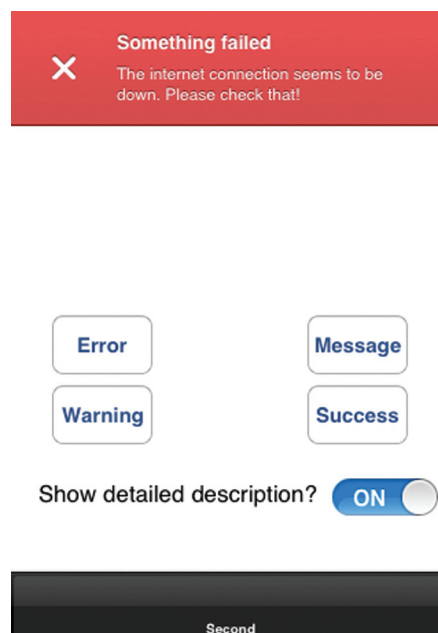 Something failed
The internet connection seems to be
down. Please check that!
Error
Message
Warning
Success
Show detailed description?
ON
Second